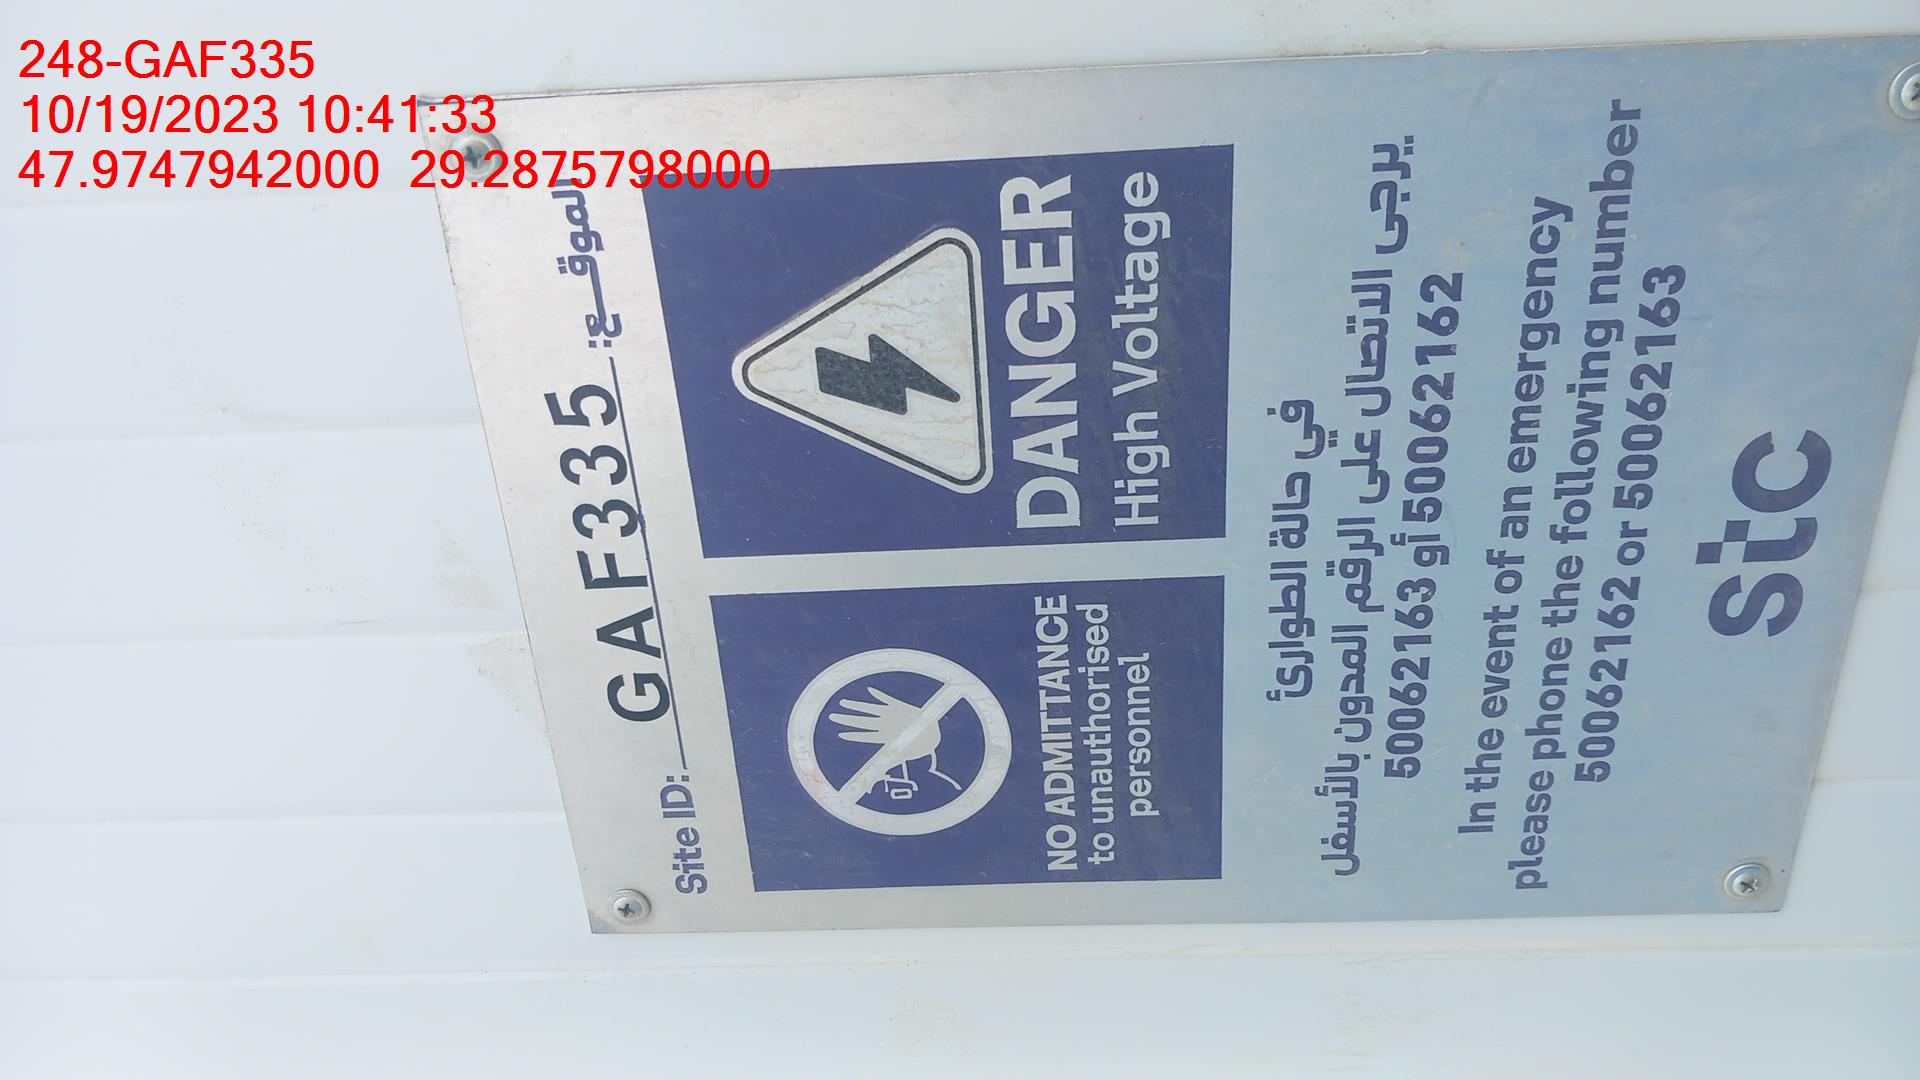 248-GAF335
10/19/2023 10:41:33
47.9747942000 29.2875798000
Site ID: GAF335 الموقـع:
NO ADMITTANCE
to unauthorised
personnel
DANGER
High Voltage
في حالة الطوارئ
يرجى الاتصال على الرقم المدون بالأسفل
50062163 أو 50062162
In the event of an emergency
please phone the following number
50062162 or 50062163
stc